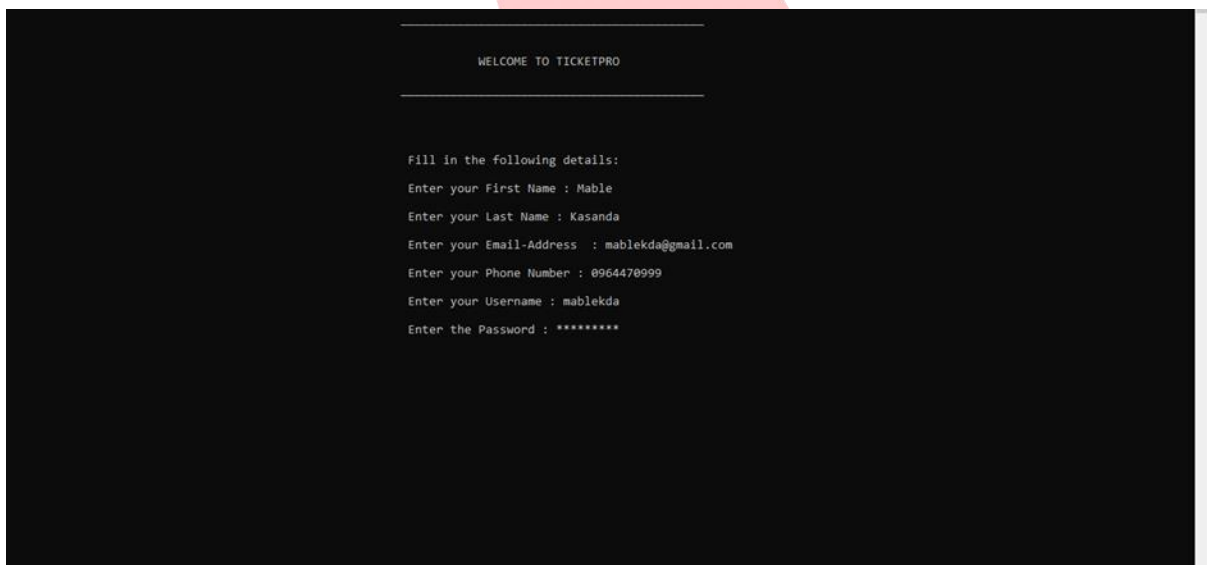 WELCOME TO TICKETPRO
Fill in the following details:
Enter your First Name : Mable
Enter your Last Name : Kasanda
Enter your Email-Address  : mablekda@gmail.com
Enter your Phone Number : 0964470999
Enter your Username : mablekda
Enter the Password : *********